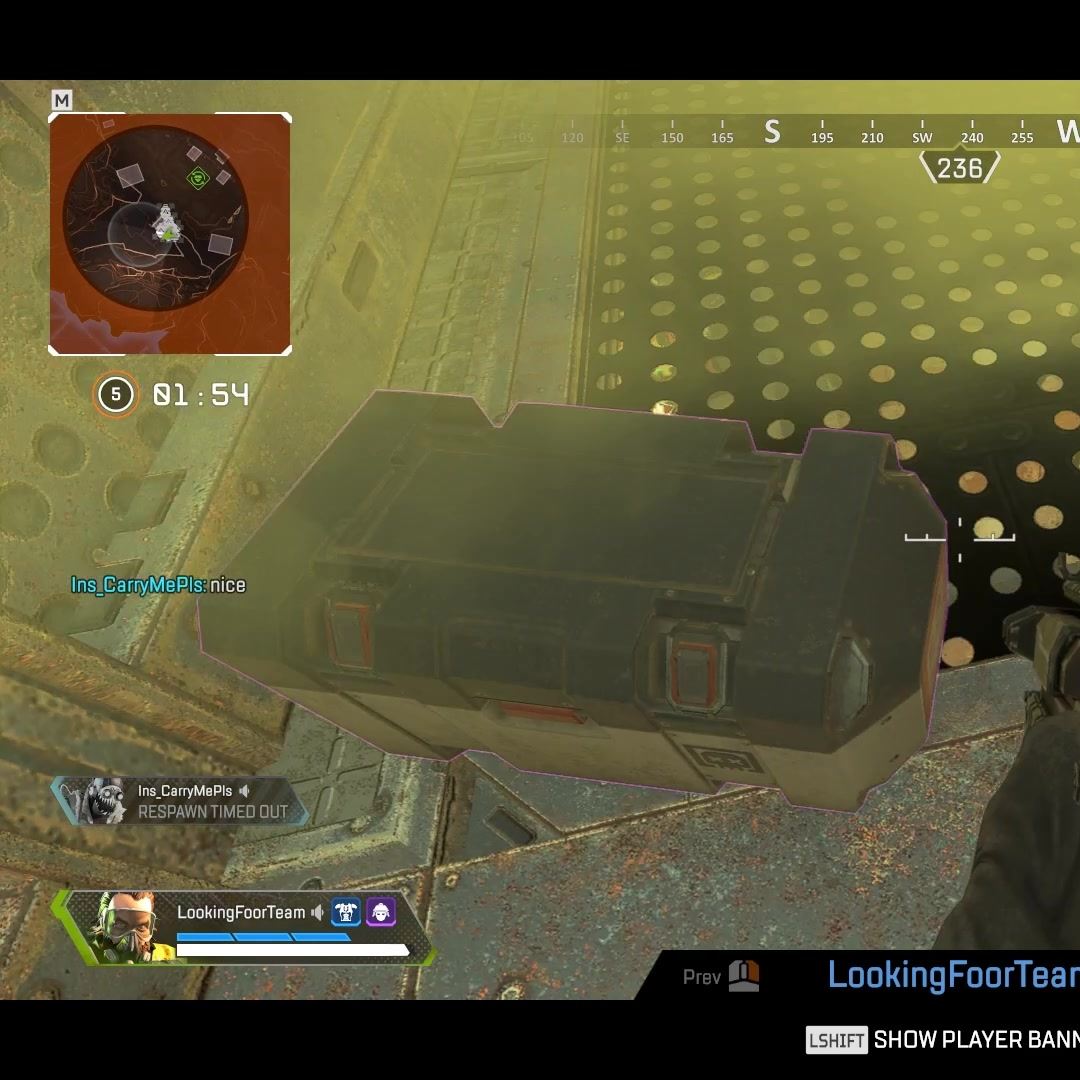 M
105 120 SE 150 165 S 195 210 SW 240 255 W
236
5 01:54
Ins_CarryMePls: nice
Ins_CarryMePls
RESPAWN TIMED OUT
LookingFoorTeam
Prev LookingFoorTear
LSHIFT SHOW PLAYER BANN